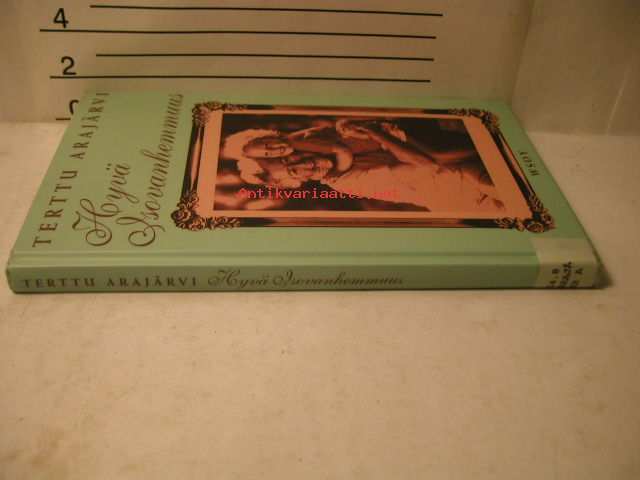 4
2
TERTTU ARAJÄRVI
Hyvä
Isovanhemmuus
WSOY
Antikvariaatti.net
TERTTU ARAJÄRVI Hyvä Isovanhemmuus